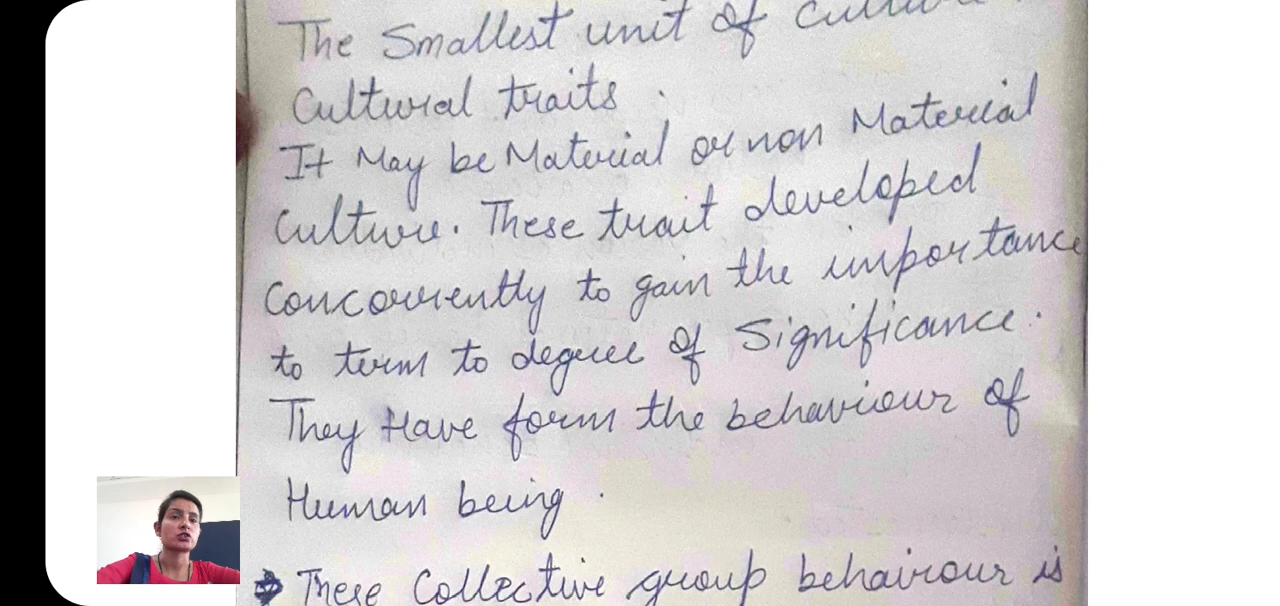 The Smallest unit of Culture
Cultural traits.
It May be Material or non Material
Culture. These trait developed
Concorrently to gain the importance
to term to degree of Significance.
They Have form the behaviour of
Human being.
These Collective group behaviour is